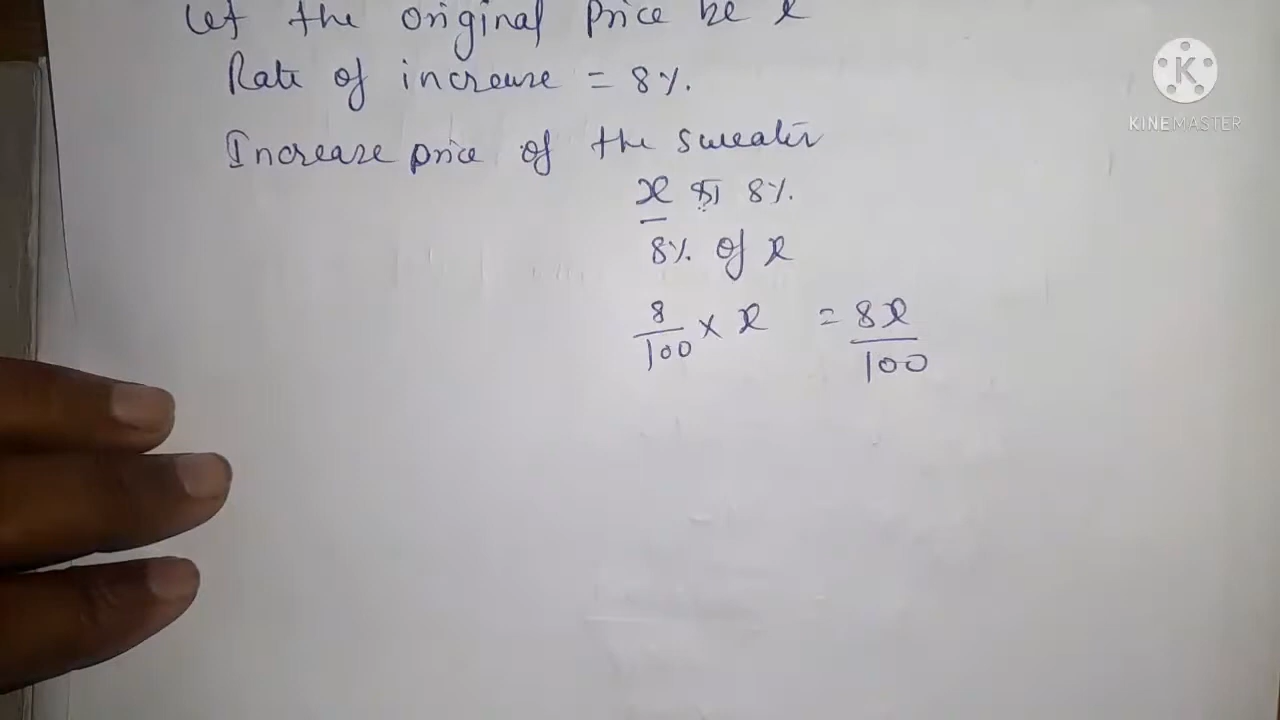 Let the original price be x
Rate of increase = 8%.
Increase price of the sweater
x 8%.
8% of x
8/100 × x = 8x/100
K
KINEMASTER